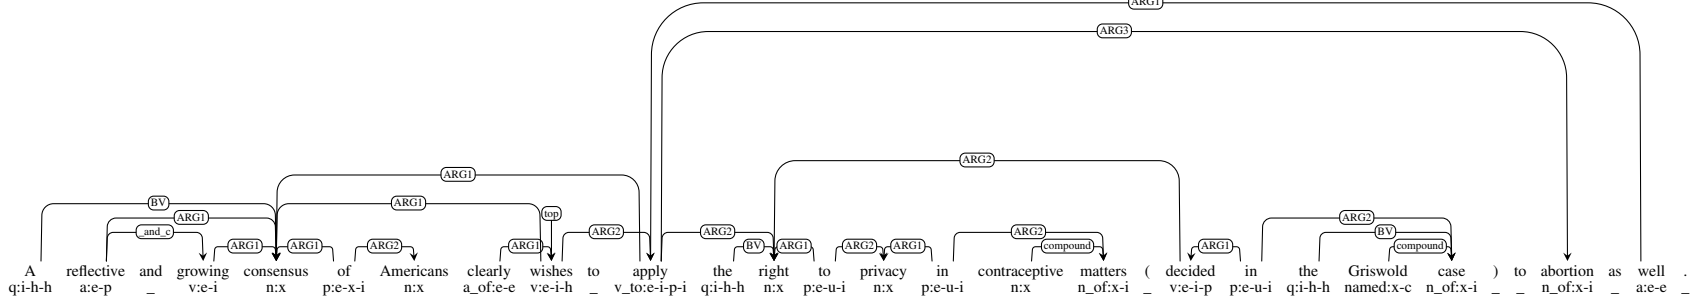 ARG1
ARG3
ARG2
ARG1
BV ARG1 top ARG2
ARG1 _and_c ARG2 ARG2 ARG2 BV
ARG1 ARG1 ARG2 ARG1 BV ARG1 ARG2 ARG1 compound ARG1 compound
A reflective and growing consensus of Americans clearly wishes to apply the right to privacy in contraceptive matters ( decided in the Griswold case ) to abortion as well .
q:i-h-h a:e-p _ v:e-i n:x p:e-x-i n:x a_of:e-e v:e-i-h _ v_to:e-i-p-i q:i-h-h n:x p:e-u-i n:x p:e-u-i n:x n_of:x-i _ v:e-i-p p:e-u-i q:i-h-h named:x-c n_of:x-i _ _ n_of:x-i _ a:e-e _